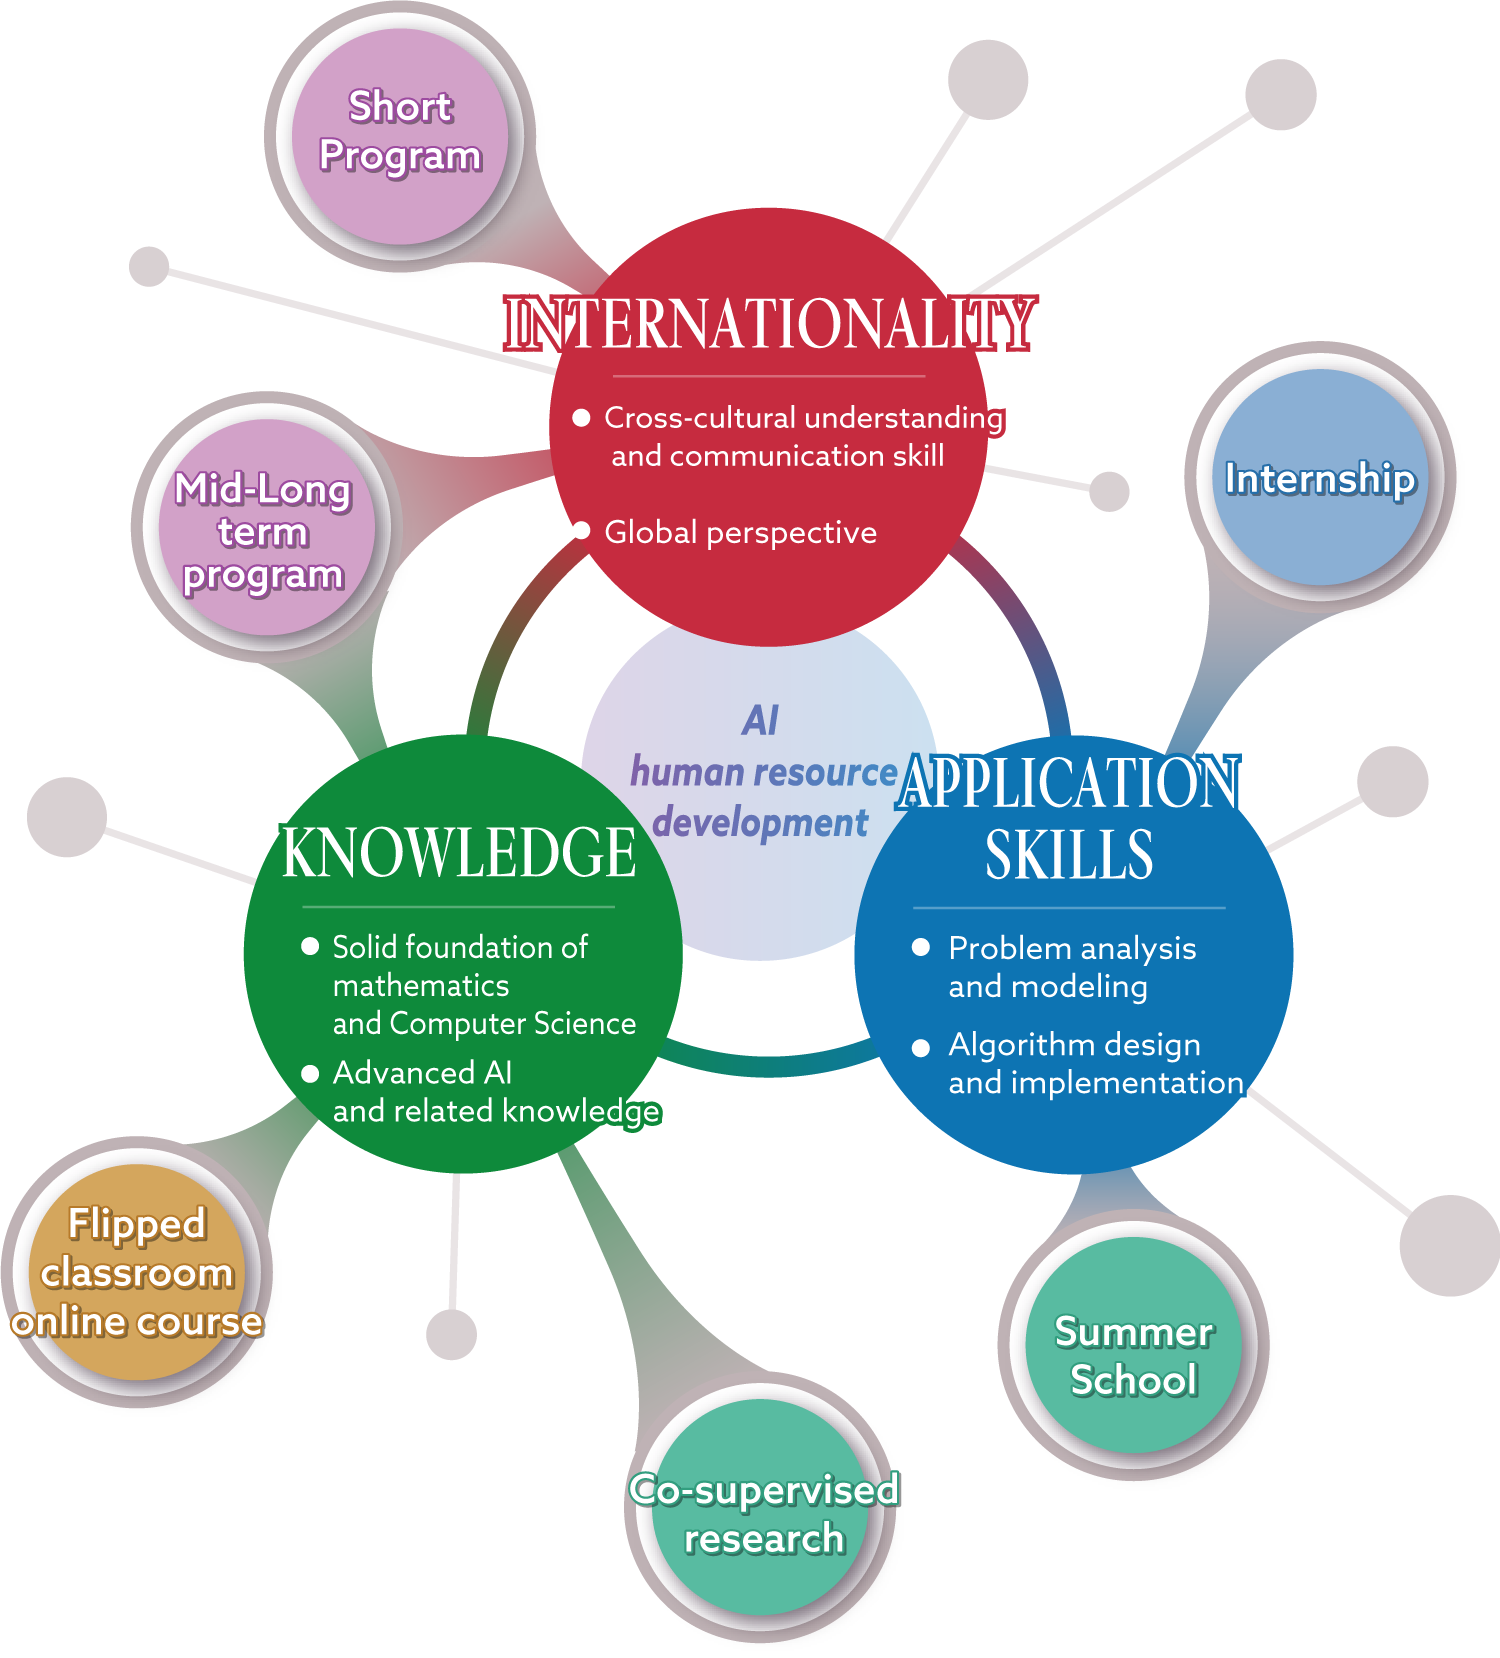 Short
Program
INTERNATIONALITY
Cross-cultural understanding
and communication skill
Global perspective
Mid-Long
term
program
Internship
AI
human resource
development
KNOWLEDGE
Solid foundation of
mathematics
and Computer Science
Advanced AI
and related knowledge
APPLICATION
SKILLS
Problem analysis
and modeling
Algorithm design
and implementation
Flipped
classroom
online course
Co-supervised
research
Summer
School